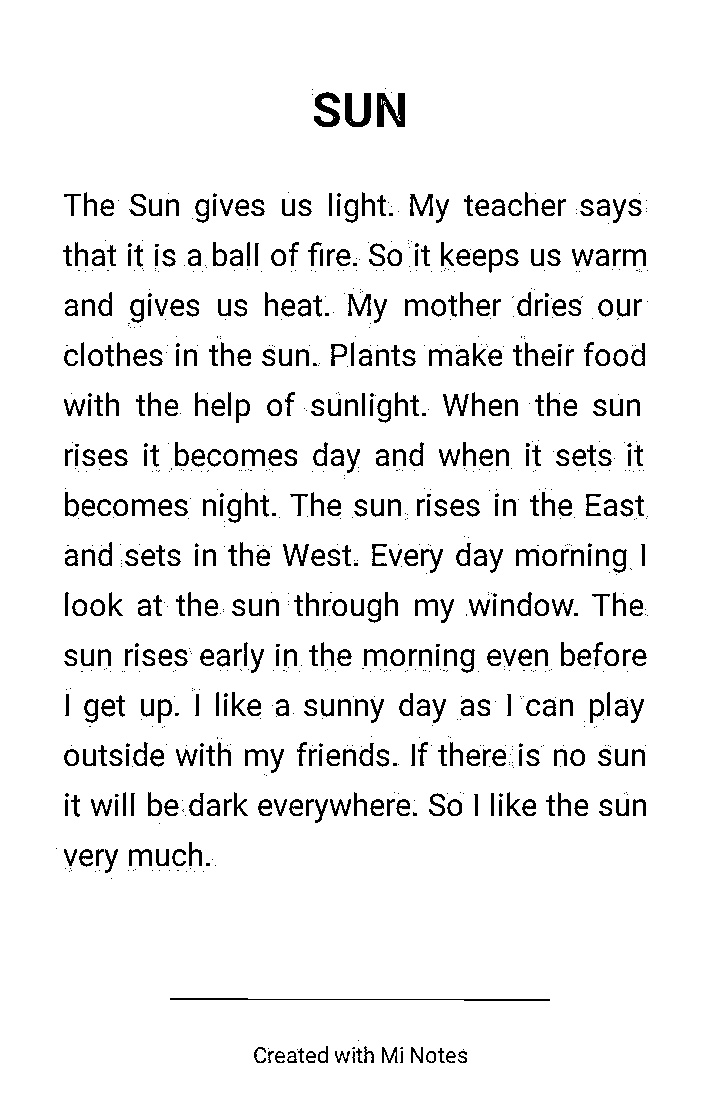 SUN
The Sun gives us light. My teacher says
that it is a ball of fire. So it keeps us warm
and gives us heat. My mother dries our
clothes in the sun. Plants make their food
with the help of sunlight. When the sun
rises it becomes day and when it sets it
becomes night. The sun rises in the East
and sets in the West. Every day morning I
look at the sun through my window. The
sun rises early in the morning even before
I get up. I like a sunny day as I can play
outside with my friends. If there is no sun
it will be dark everywhere. So I like the sun
very much.
Created with Mi Notes